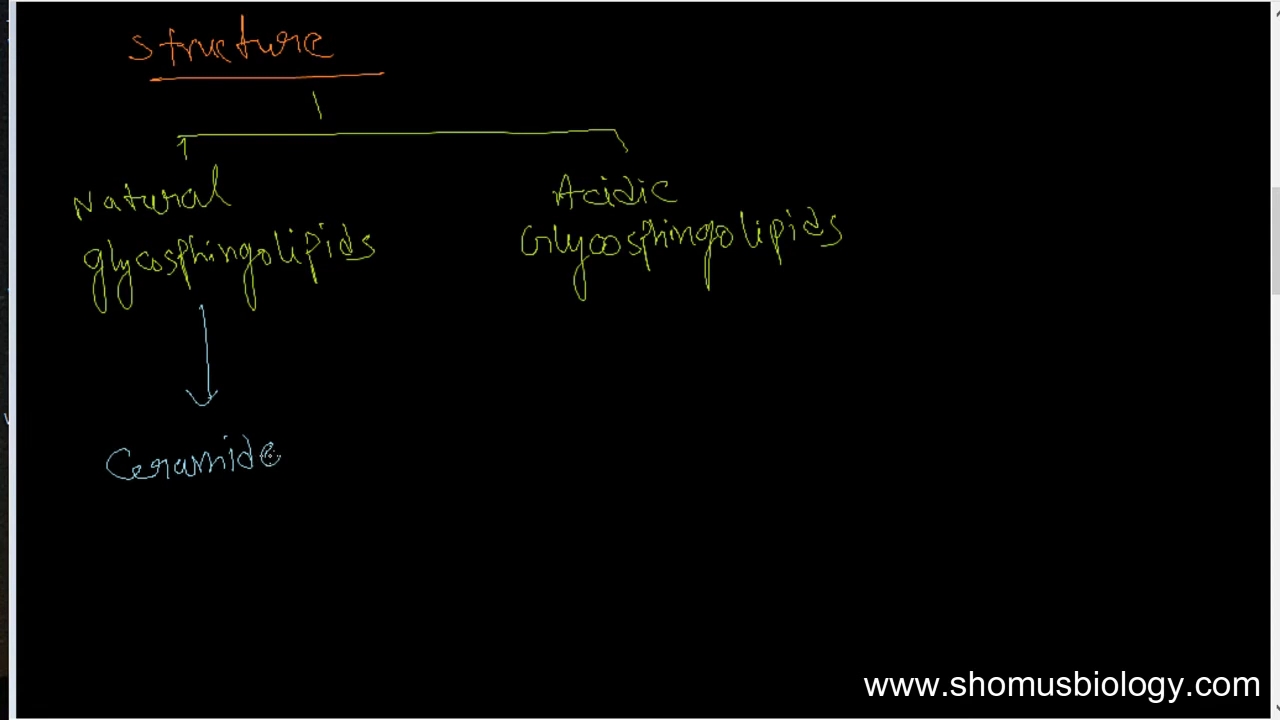 Structure
Natural
glycosphingolipids
Acidic
Glycosphingolipids
Ceramide
www.shomusbiology.com